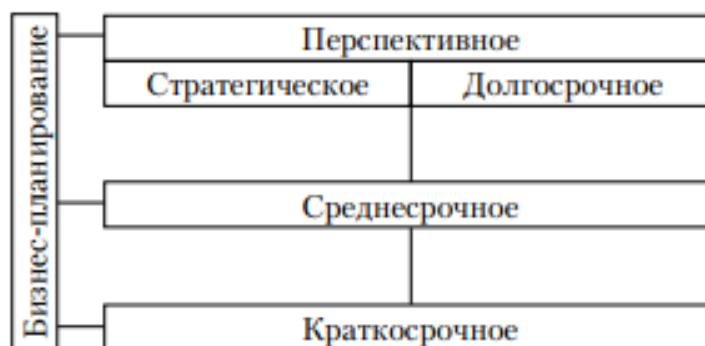 Бизнес-планирование
Перспективное
Стратегическое
Долгосрочное
Среднесрочное
Краткосрочное